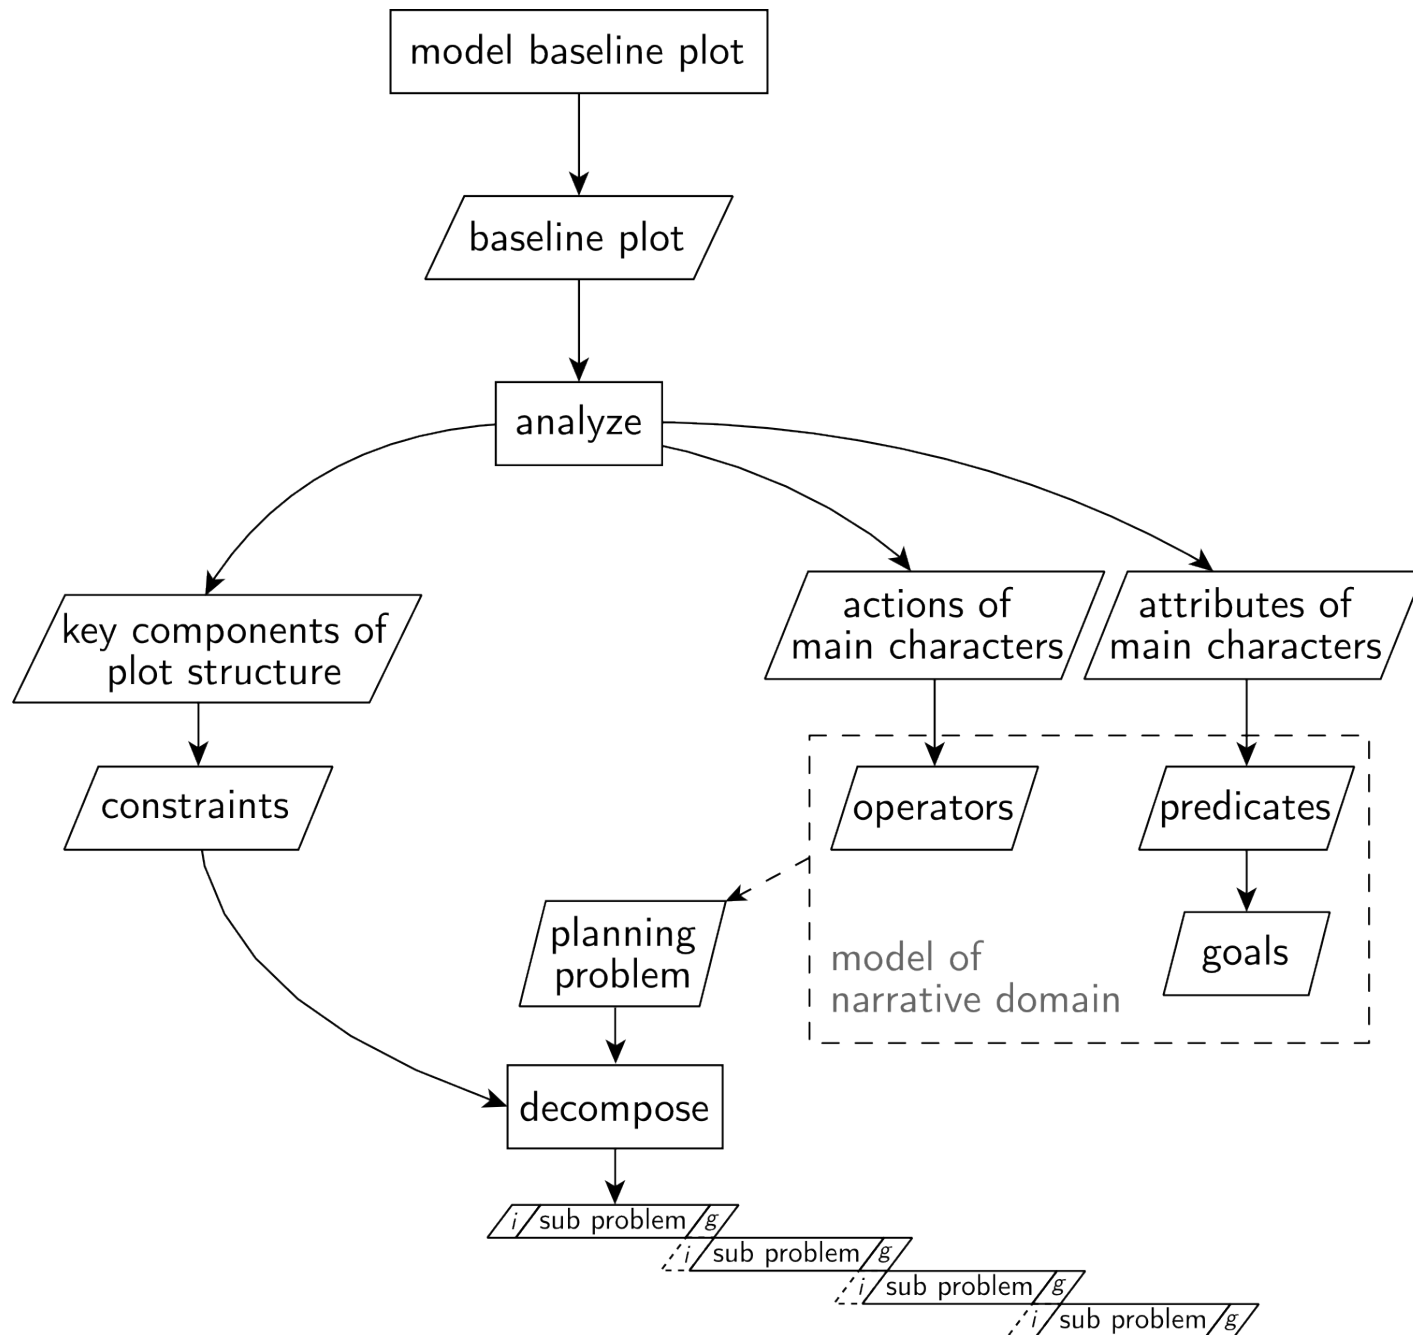 model baseline plot
baseline plot
analyze
key components of
plot structure
actions of
main characters
attributes of
main characters
constraints
operators
predicates
planning
problem
model of
narrative domain
goals
decompose
i sub problem g
i sub problem g
i sub problem g
i sub problem g